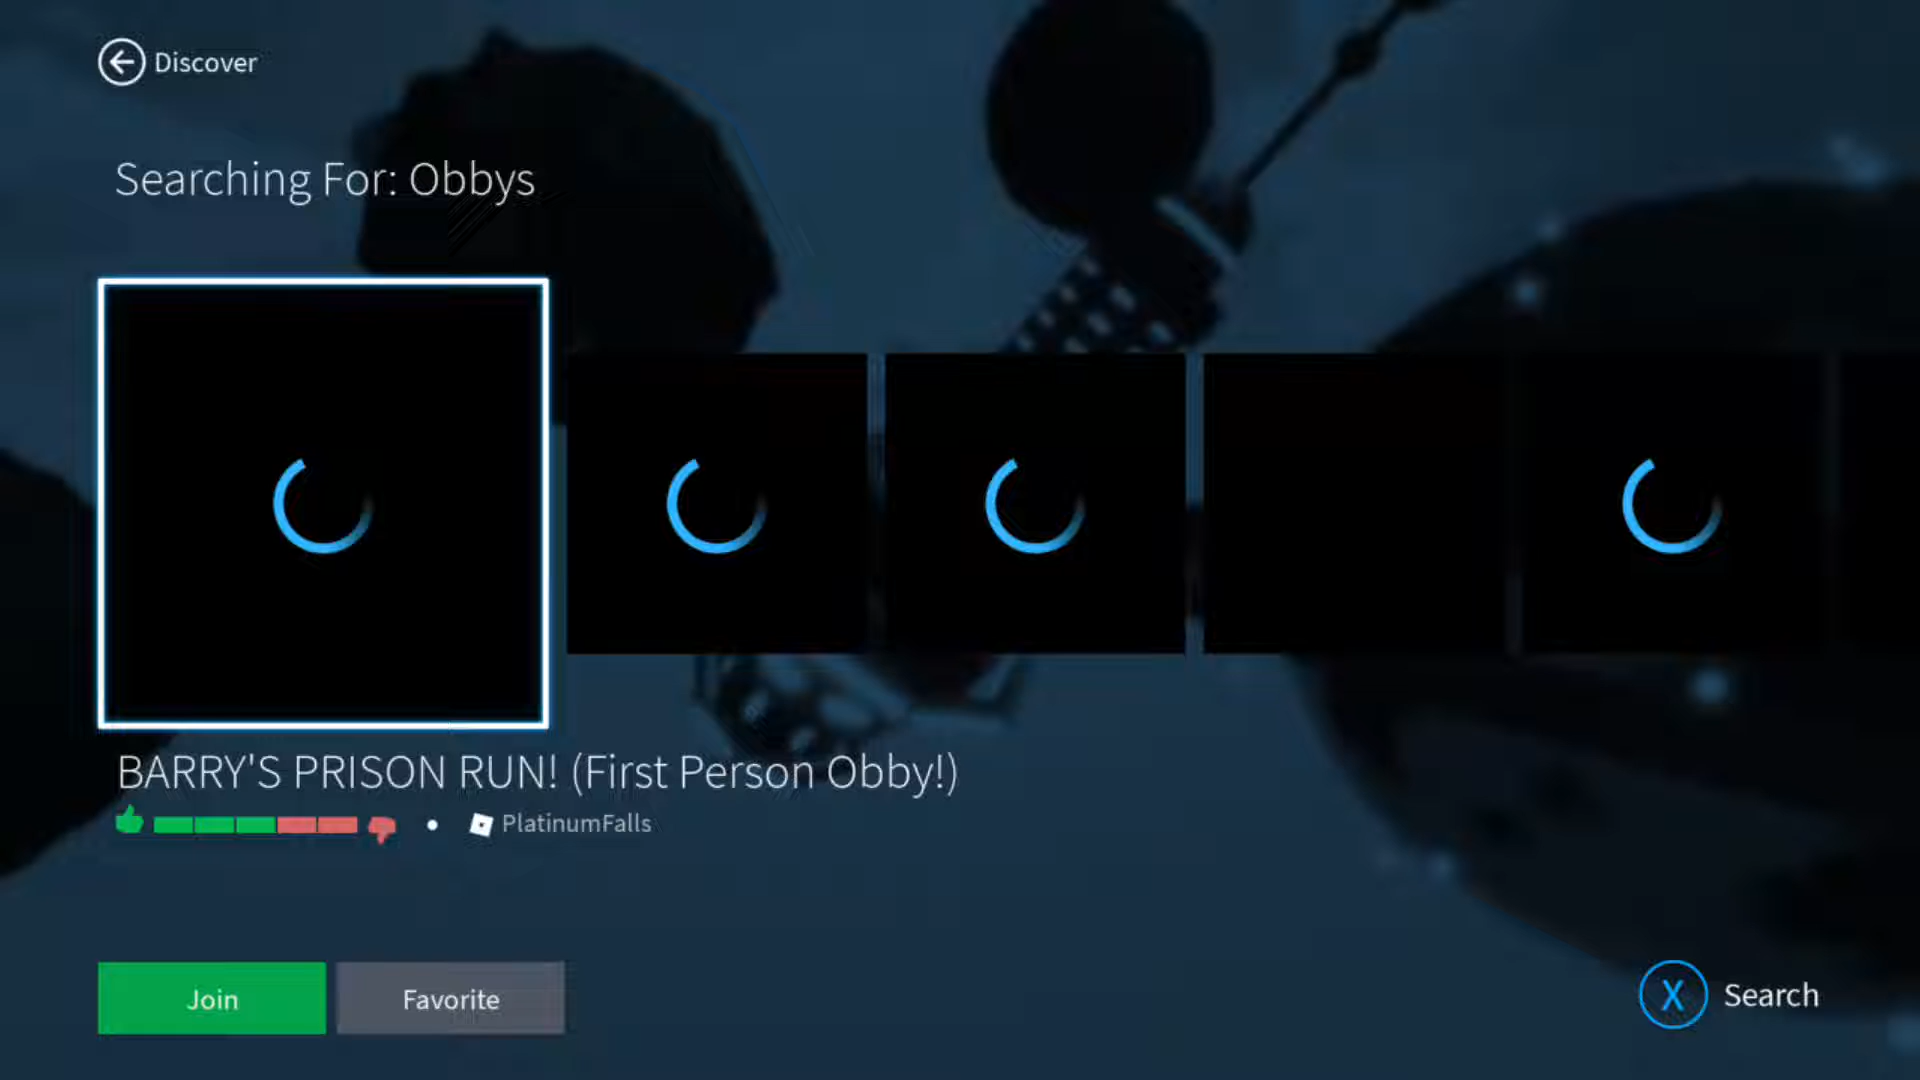 Discover
Searching For: Obbys
BARRY'S PRISON RUN! (First Person Obby!)
PlatinumFalls
Join
Favorite
X
Search